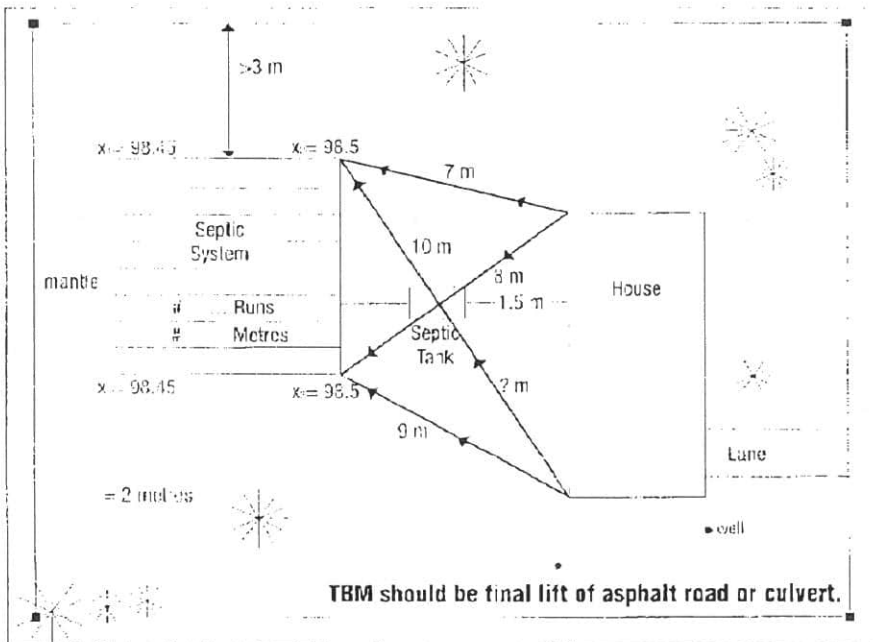 >3 m
x = 98.45
x = 98.5
7 m
Septic
System
10 m
8 m
House
mantle
# Runs
1.5 m
# Metres
Septic
Tank
x = 98.45
x = 98.5
? m
9 m
Lane
= 2 metres
well
TBM should be final lift of asphalt road or culvert.